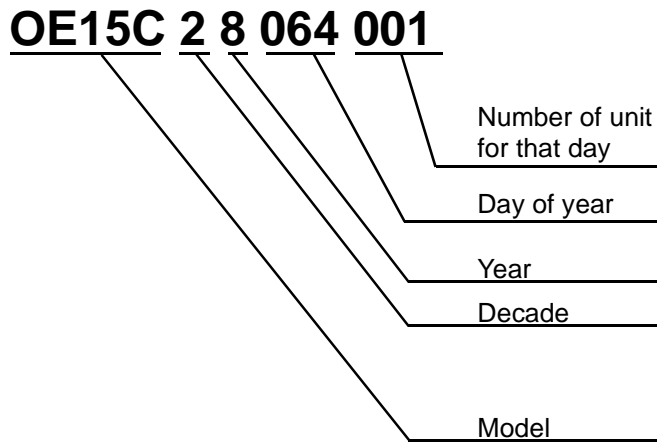 OE15C 2 8 064 001
Number of unit
for that day
Day of year
Year
Decade
Model